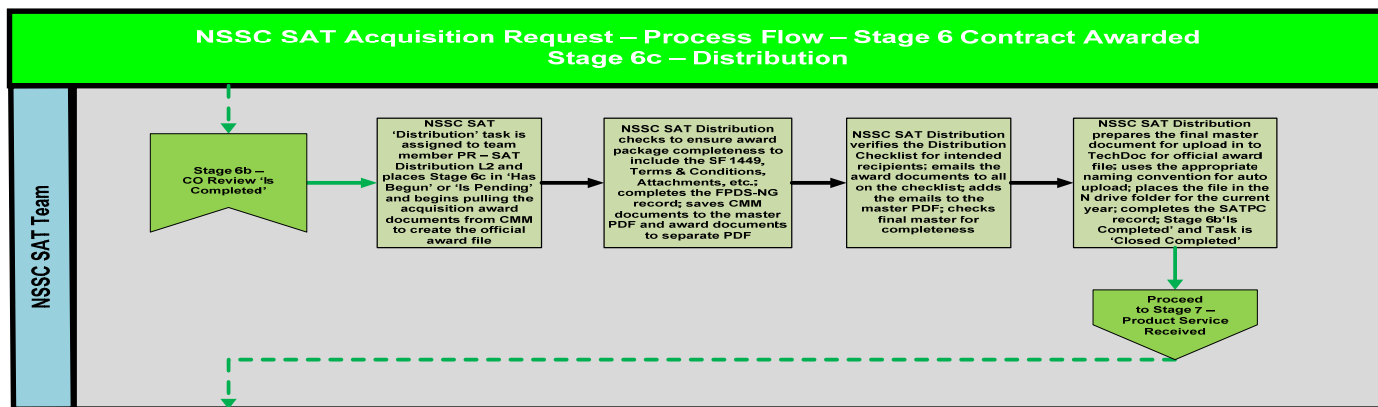 NSSC SAT Acquisition Request – Process Flow – Stage 6 Contract Awarded
Stage 6c – Distribution
NSSC SAT Team
Stage 6b –
CO Review 'Is
Completed'
NSSC SAT
'Distribution' task is
assigned to team
member PR – SAT
Distribution L2 and
places Stage 6c in 'Has
Begun' or 'Is Pending'
and begins pulling the
acquisition award
documents from CMM
to create the official
award file
NSSC SAT Distribution
checks to ensure award
package completeness to
include the SF 1449,
Terms & Conditions,
Attachments, etc.;
completes the FPDS-NG
record; saves CMM
documents to the master
PDF and award documents
to separate PDF
NSSC SAT Distribution
verifies the Distribution
Checklist for intended
recipients; emails the
award documents to all
on the checklist; adds
the emails to the
master PDF; checks
final master for
completeness
NSSC SAT Distribution
prepares the final master
document for upload in to
TechDoc for official award
file; uses the appropriate
naming convention for auto
upload; places the file in the
N drive folder for the current
year; completes the SATPC
record; Stage 6b'Is
Completed' and Task is
'Closed Completed'
Proceed
to Stage 7 –
Product Service
Received